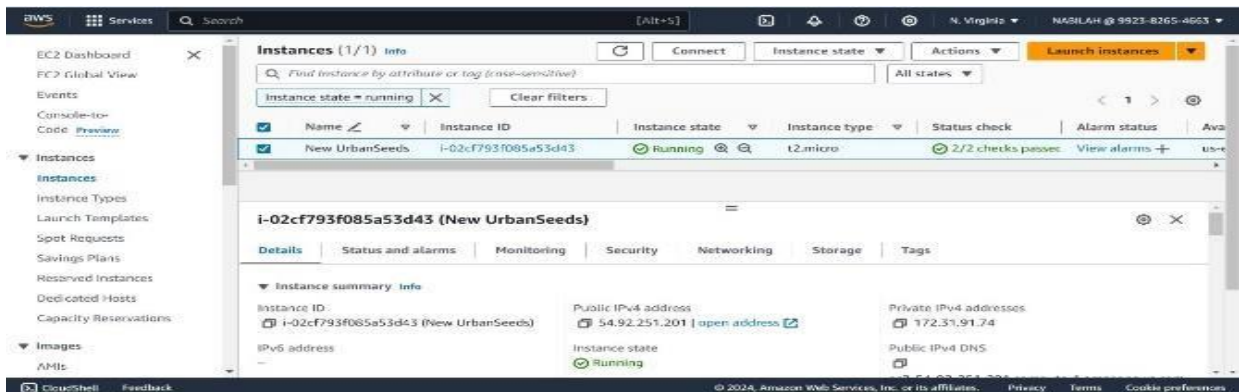 aws Services Search [Alt+S] N. Virginia NABILAH @ 9923-8265-4663
EC2 Dashboard
EC2 Global View
Events
Console-to-Code Preview
Instances
Instances
Instance Types
Launch Templates
Spot Requests
Savings Plans
Reserved Instances
Dedicated Hosts
Capacity Reservations
Images
AMIs
Instances (1/1) Info Connect Instance state Actions Launch instances
Find Instance by attribute or tag (case-sensitive) All states
Instance state = running Clear filters 1
Name Instance ID Instance state Instance type Status check Alarm status Ava
New UrbanSeeds i-02cf793f085a53d43 Running t2.micro 2/2 checks passec View alarms + us-e
i-02cf793f085a53d43 (New UrbanSeeds)
Details Status and alarms Monitoring Security Networking Storage Tags
Instance summary Info
Instance ID Public IPv4 address Private IPv4 addresses
i-02cf793f085a53d43 (New UrbanSeeds) 54.92.251.201 | open address 172.31.91.74
IPv6 address Instance state Public IPv4 DNS
– Running
CloudShell Feedback © 2024, Amazon Web Services, Inc. or its affiliates. Privacy Terms Cookie preferences